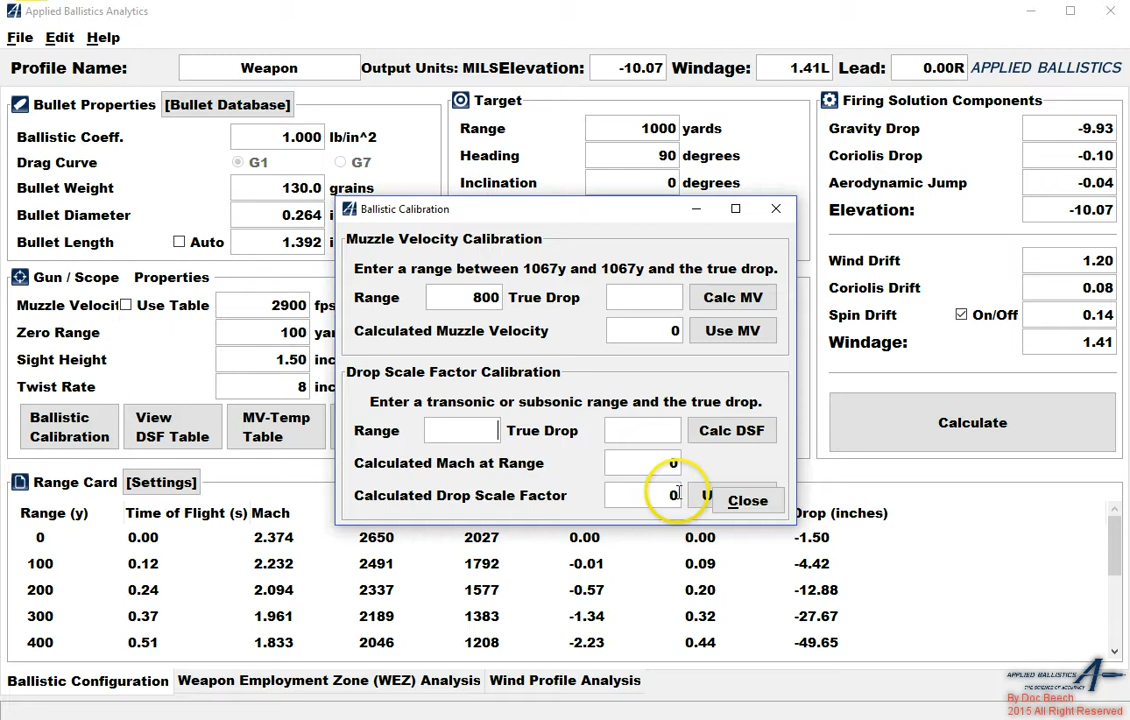 Applied Ballistics Analytics
File Edit Help
Profile Name: Weapon Output Units: MILS Elevation: -10.07 Windage: 1.41L Lead: 0.00R APPLIED BALLISTICS
Bullet Properties [Bullet Database]
Ballistic Coeff. 1.000 lb/in^2
Drag Curve G1 G7
Bullet Weight 130.0 grains
Bullet Diameter 0.264 i
Bullet Length Auto 1.392 i
Target
Range 1000 yards
Heading 90 degrees
Inclination 0 degrees
Firing Solution Components
Gravity Drop -9.93
Coriolis Drop -0.10
Aerodynamic Jump -0.04
Elevation: -10.07
Wind Drift 1.20
Coriolis Drift 0.08
Spin Drift On/Off 0.14
Windage: 1.41
Calculate
Gun / Scope Properties
Muzzle Velocit Use Table 2900 fps
Zero Range 100 yar
Sight Height 1.50 inc
Twist Rate 8 inc
Ballistic Calibration
View DSF Table
MV-Temp Table
Ballistic Calibration
Muzzle Velocity Calibration
Enter a range between 1067y and 1067y and the true drop.
Range 800 True Drop Calc MV
Calculated Muzzle Velocity 0 Use MV
Drop Scale Factor Calibration
Enter a transonic or subsonic range and the true drop.
Range True Drop Calc DSF
Calculated Mach at Range 0
Calculated Drop Scale Factor 0 U Close
Range Card [Settings]
Range (y) Time of Flight (s) Mach Drop (inches)
0 0.00 2.374 2650 2027 0.00 0.00 -1.50
100 0.12 2.232 2491 1792 -0.01 0.09 -4.42
200 0.24 2.094 2337 1577 -0.57 0.20 -12.88
300 0.37 1.961 2189 1383 -1.34 0.32 -27.67
400 0.51 1.833 2046 1208 -2.23 0.44 -49.65
Ballistic Configuration Weapon Employment Zone (WEZ) Analysis Wind Profile Analysis
APPLIED BALLISTICS
THE SCIENCE OF ACCURACY
By Doc Beech
2015 All Right Reserved